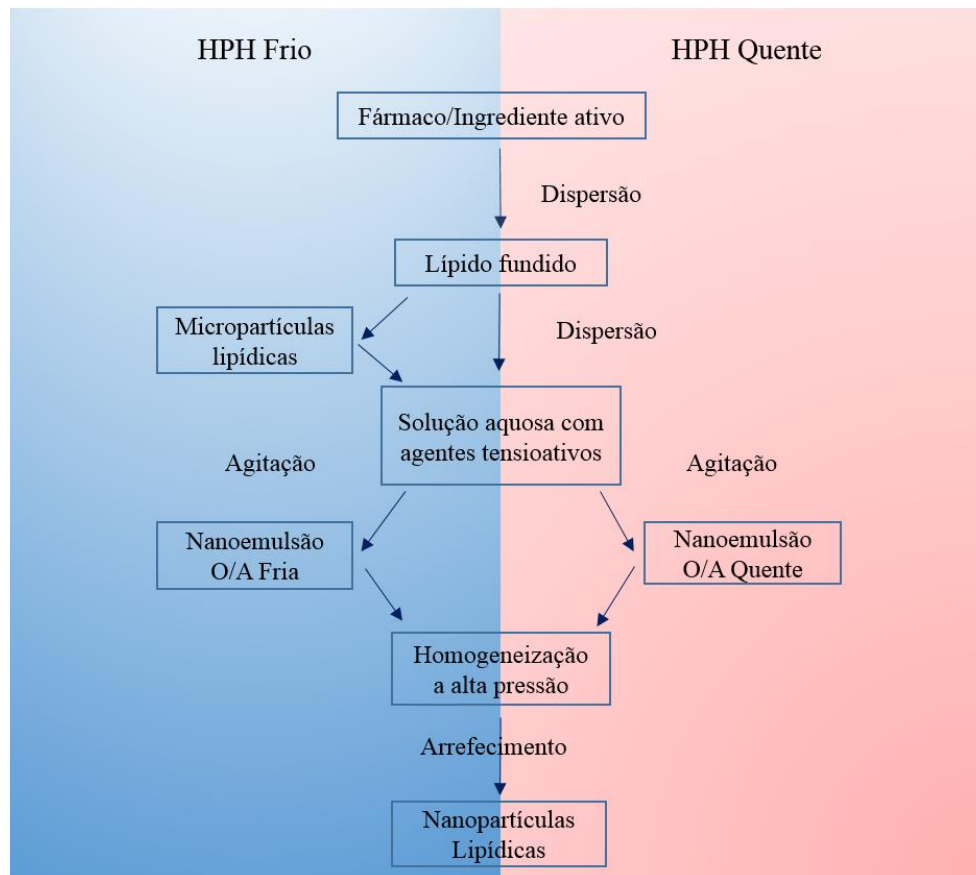 HPH Frio
HPH Quente
Fármaco/Ingrediente ativo
Dispersão
Lípido fundido
Micropartículas
lipídicas
Dispersão
Solução aquosa com
agentes tensioativos
Agitação
Agitação
Nanoemulsão
O/A Fria
Nanoemulsão
O/A Quente
Homogeneização
a alta pressão
Arrefecimento
Nanopartículas
Lipídicas